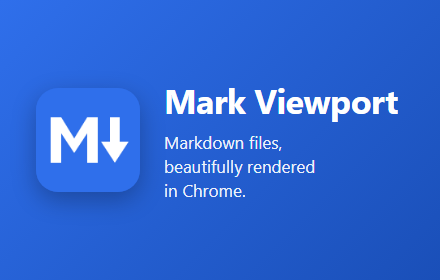 M
Mark Viewport
Markdown files,
beautifully rendered
in Chrome.